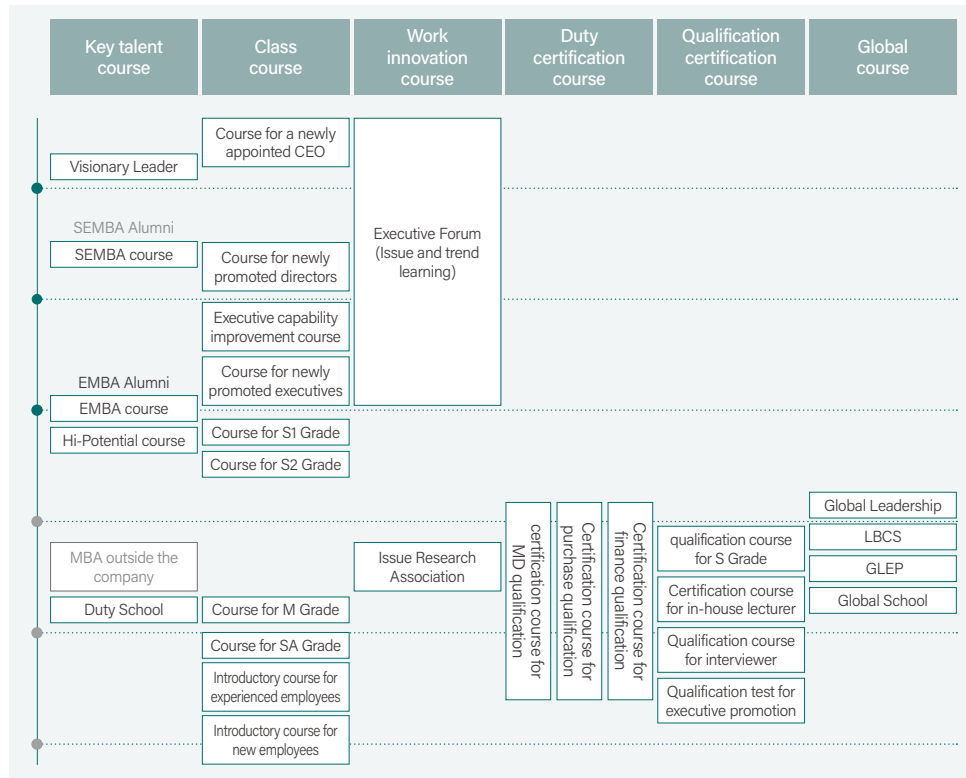 Key talent
course
Class
course
Work
innovation
course
Duty
certification
course
Qualification
certification
course
Global
course
Visionary Leader
SEMBA Alumni
SEMBA course
EMBA Alumni
EMBA course
Hi-Potential course
MBA outside the
company
Duty School
Course for a newly
appointed CEO
Course for newly
promoted directors
Executive capability
improvement course
Course for newly
promoted executives
Course for S1 Grade
Course for S2 Grade
Course for M Grade
Course for SA Grade
Introductory course for
experienced employees
Introductory course for
new employees
Executive Forum
(Issue and trend
learning)
Issue Research
Association
certification course for
MD qualification
Certification course for
purchase qualification
Certification course for
finance qualification
qualification course
for S Grade
Certification course
for in-house lecturer
Qualification course
for interviewer
Qualification test for
executive promotion
Global Leadership
LBCS
GLEP
Global School